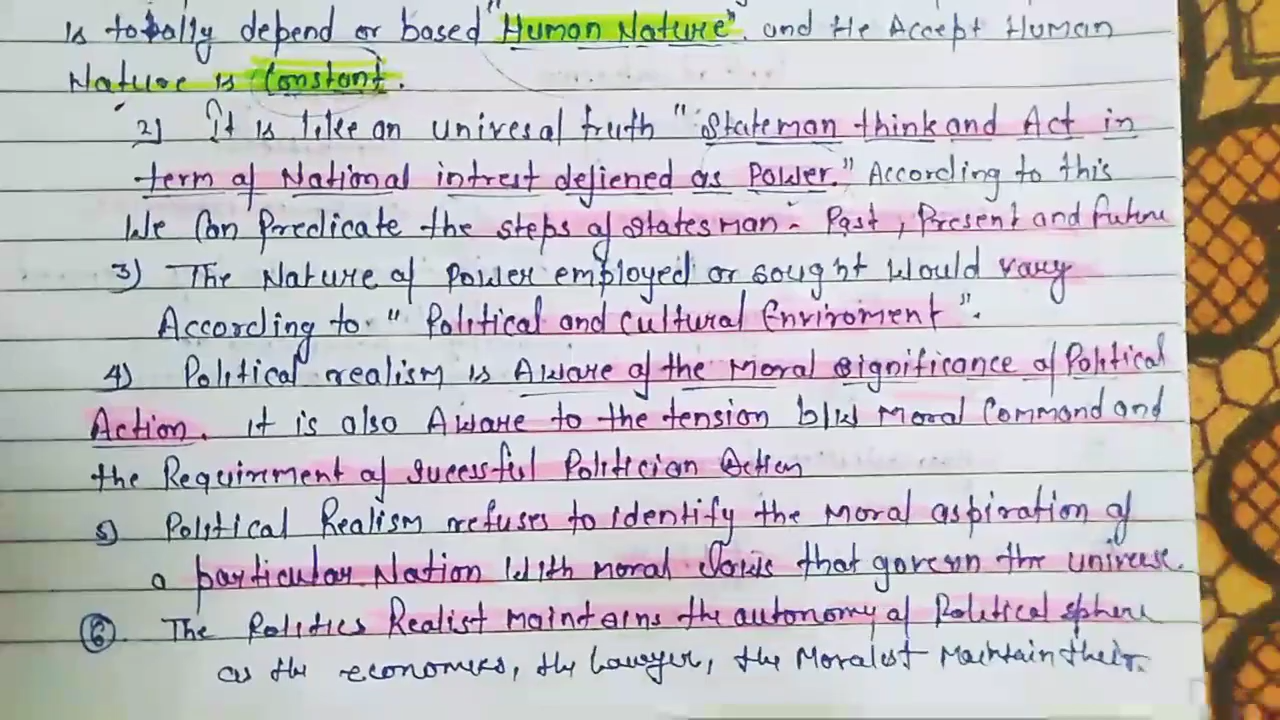 is totally depend or based "Human Nature". and He Accept Human
Nature is Constant.
2) It is like an univesal truth "Stateman think and Act in
term of National intrest defiened as Power." According to this
We Can Predicate the steps of statesman - Past, Present and future
3) The Nature of Power employed or sought would vary
According to "Political and cultural Enviroment".
4) Political realism is Aware of the moral significance of Political
Action. it is also Aware to the tension b/w Moral Command and
the Requirment of sucessful Politician Action
5) Political Realism refuses to identify the moral aspiration of
a particular Nation With moral laws that govern the universe.
6. The Politics Realist maintains the autonomy of Political sphere
as the economics, the lawyer, the Moralist Maintain their.